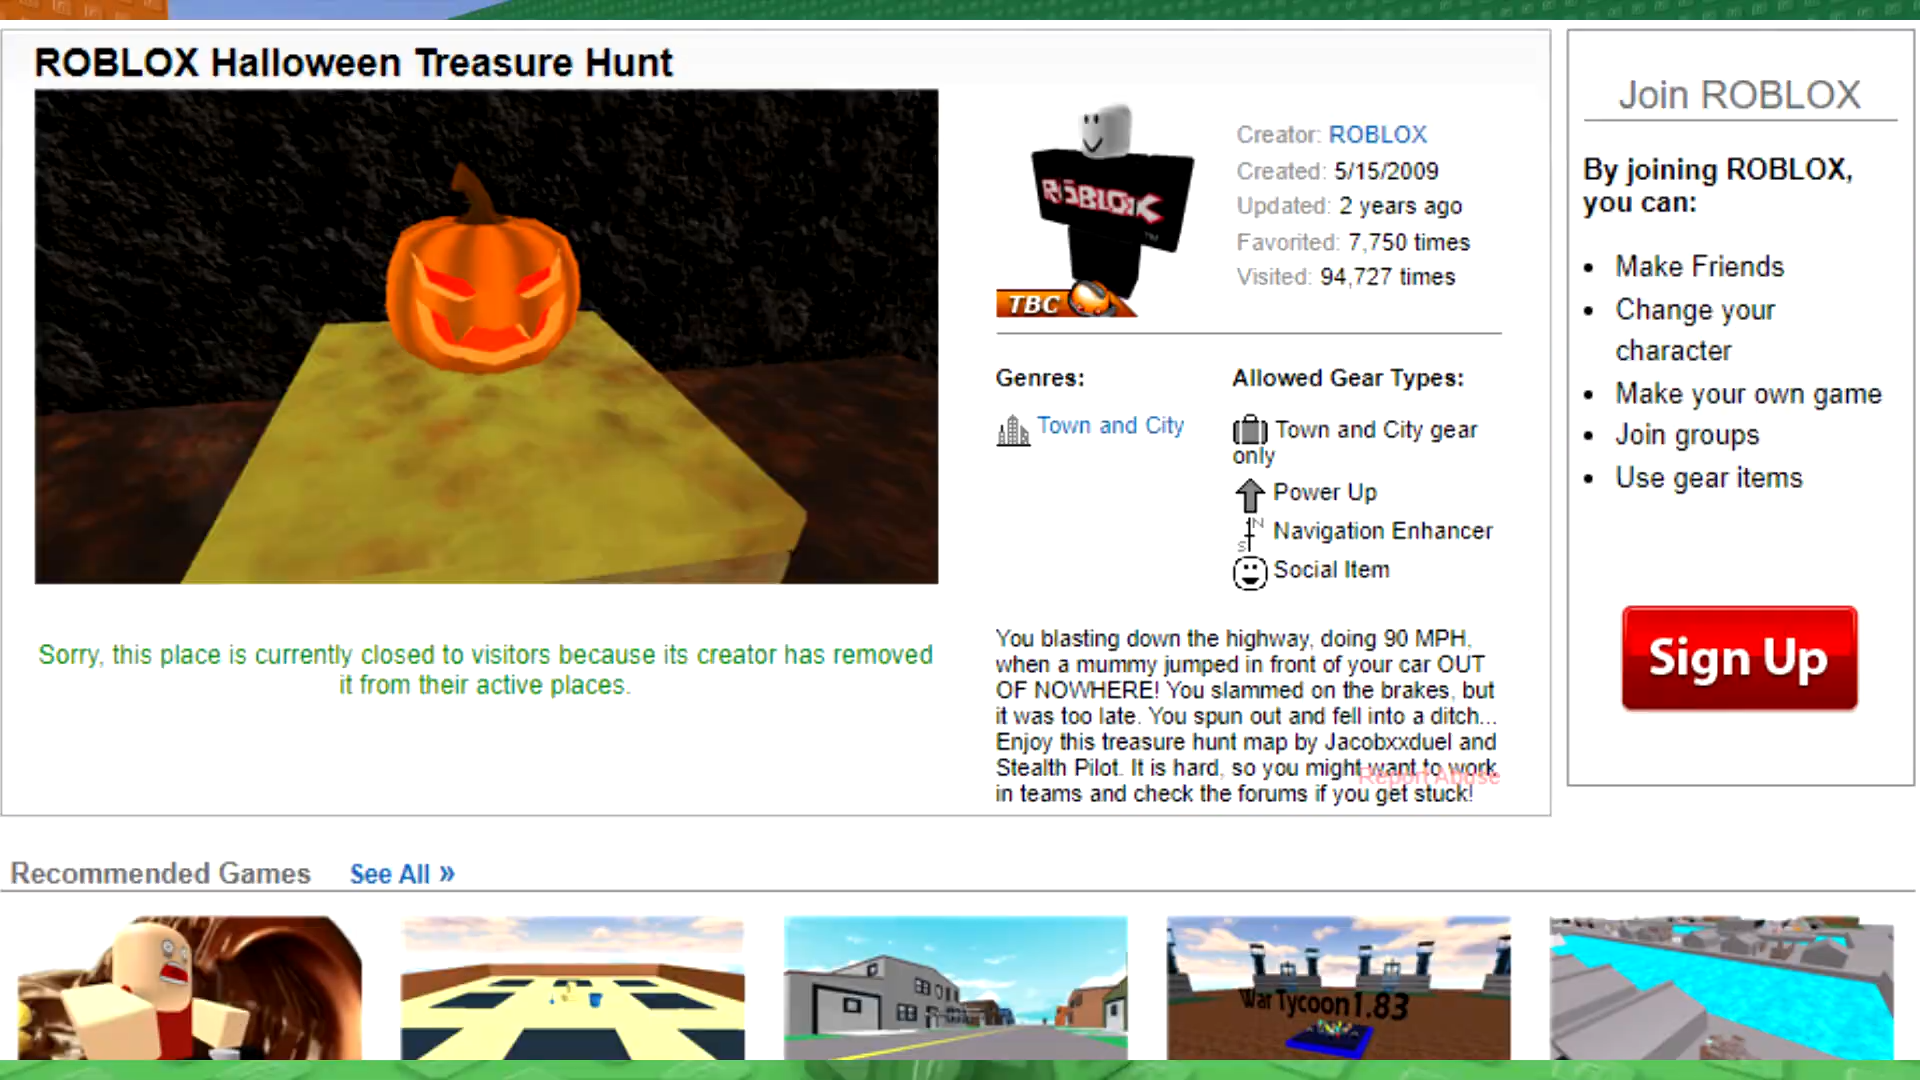 ROBLOX Halloween Treasure Hunt
ROBLOX
TBC
Creator: ROBLOX
Created: 5/15/2009
Updated: 2 years ago
Favorited: 7,750 times
Visited: 94,727 times
Genres:
Town and City
Allowed Gear Types:
Town and City gear
only
Power Up
N
S
Navigation Enhancer
Social Item
Sorry, this place is currently closed to visitors because its creator has removed
it from their active places.
You blasting down the highway, doing 90 MPH,
when a mummy jumped in front of your car OUT
OF NOWHERE! You slammed on the brakes, but
it was too late. You spun out and fell into a ditch...
Enjoy this treasure hunt map by Jacobxxduel and
Stealth Pilot. It is hard, so you might want to work
in teams and check the forums if you get stuck!
Report Abuse
Join ROBLOX
By joining ROBLOX,
you can:
• Make Friends
• Change your
character
• Make your own game
• Join groups
• Use gear items
Sign Up
Recommended Games
See All »
War Tycoon 1.83